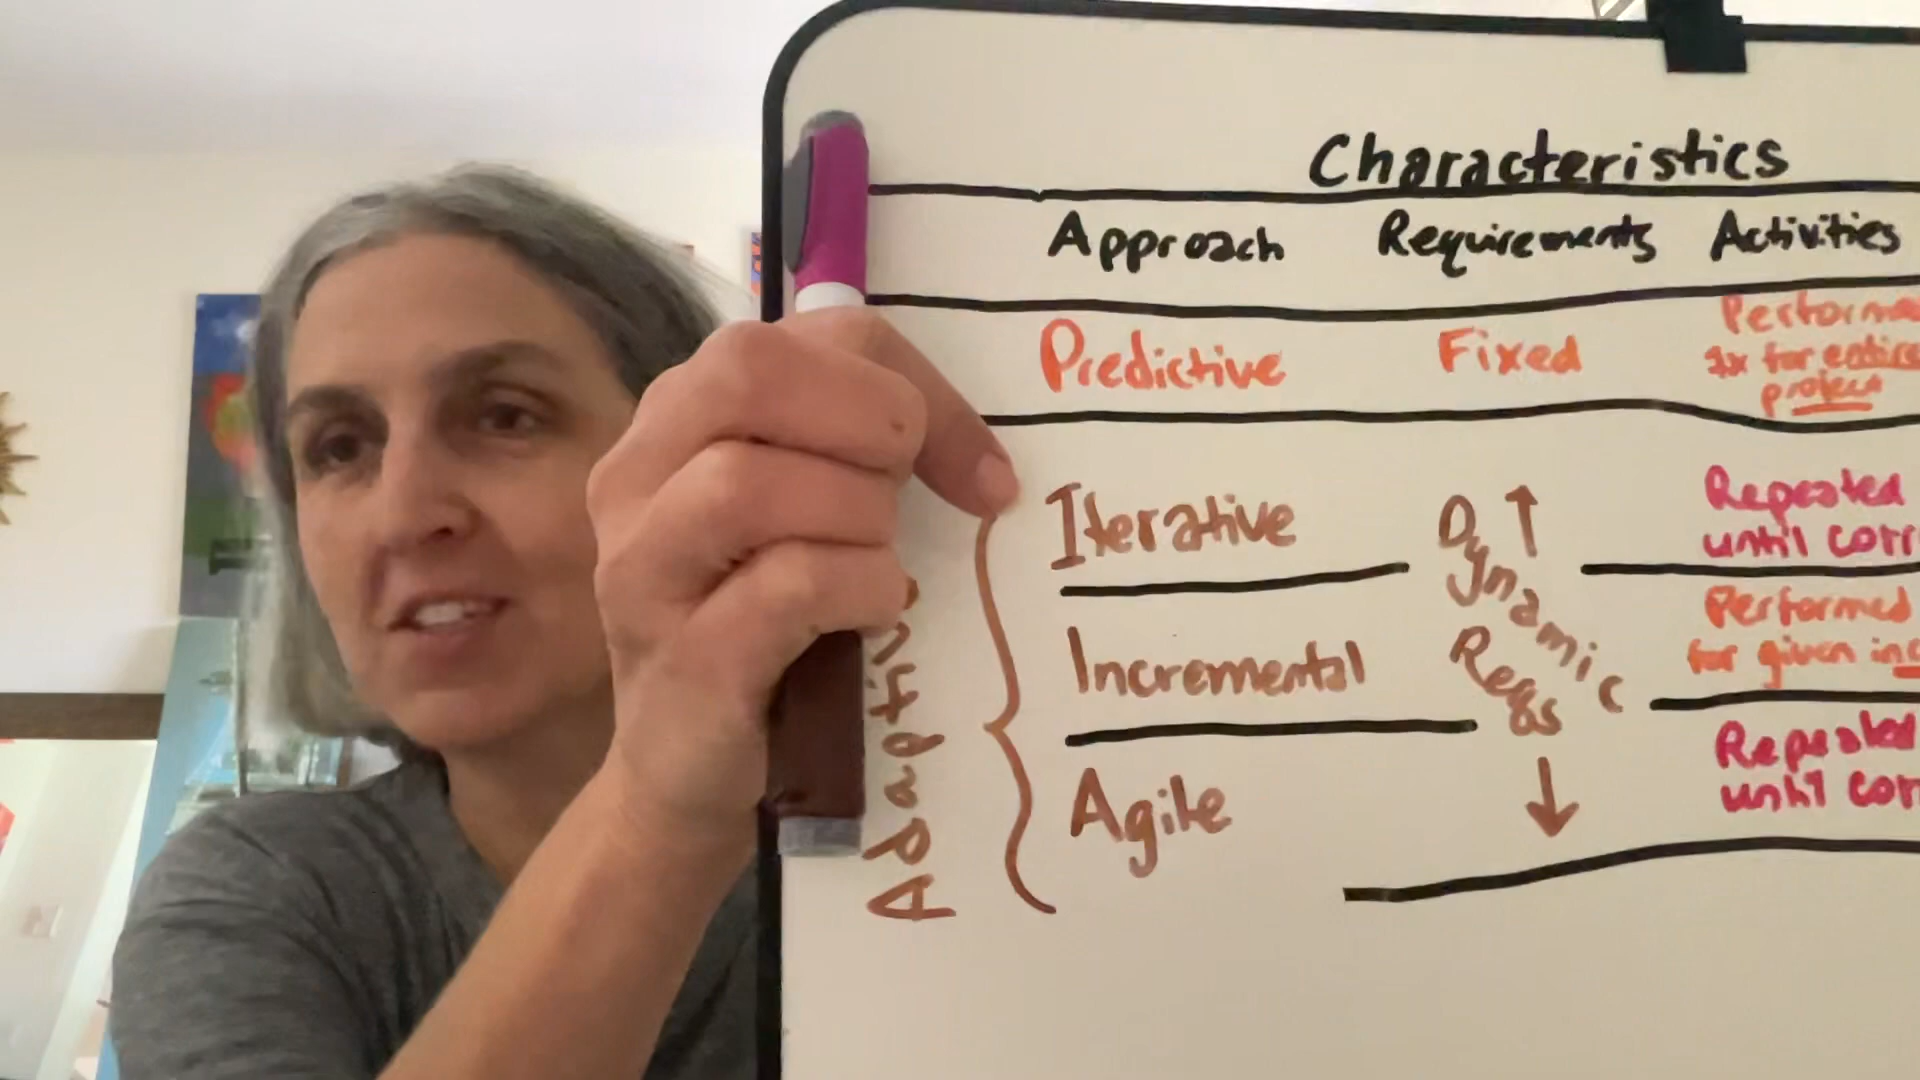 Characteristics
Approach Requirements Activities
Predictive Fixed
1x for entire
project
Adaptive
Iterative Dynamic Reqs Repeated
until
Incremental Performed
for given
Agile Repeated
until